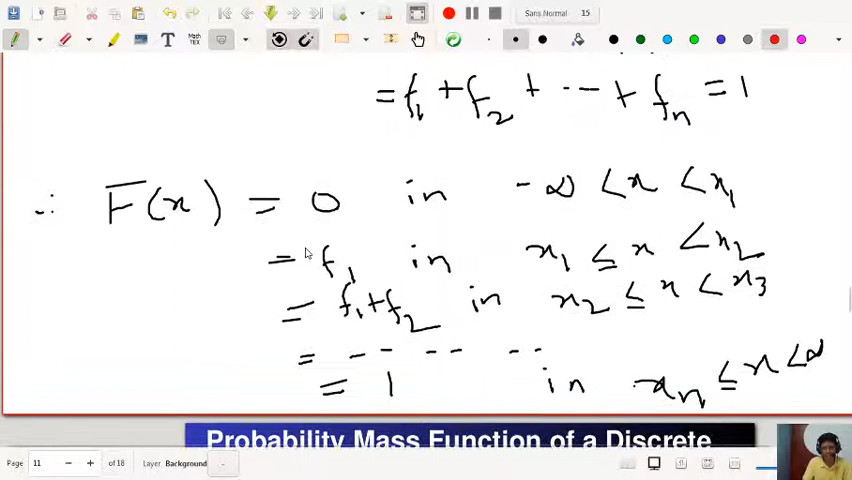 Sans Normal 15
= f₁ + f₂ + ... + fₙ = 1
∴ F(x) = 0 in -∞ < x < x₁
= f₁ in x₁ ≤ x < x₂
= f₁+f₂ in x₂ ≤ x < x₃
= -- -- --
= 1 in xₙ ≤ x < ∞
Probability Mass Function of a Discrete
Page 11 of 18 Layer Background